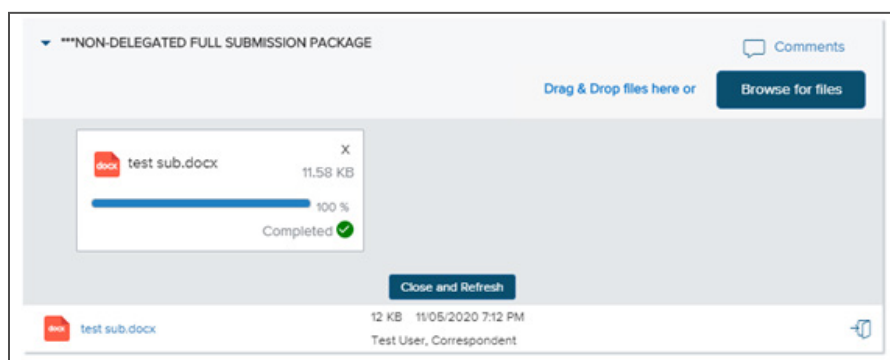 ***NON-DELEGATED FULL SUBMISSION PACKAGE
Comments
Drag & Drop files here or
Browse for files
docx
test sub.docx
X
11.58 KB
100 %
Completed
Close and Refresh
docx
test sub.docx
12 KB 11/05/2020 7:12 PM
Test User, Correspondent